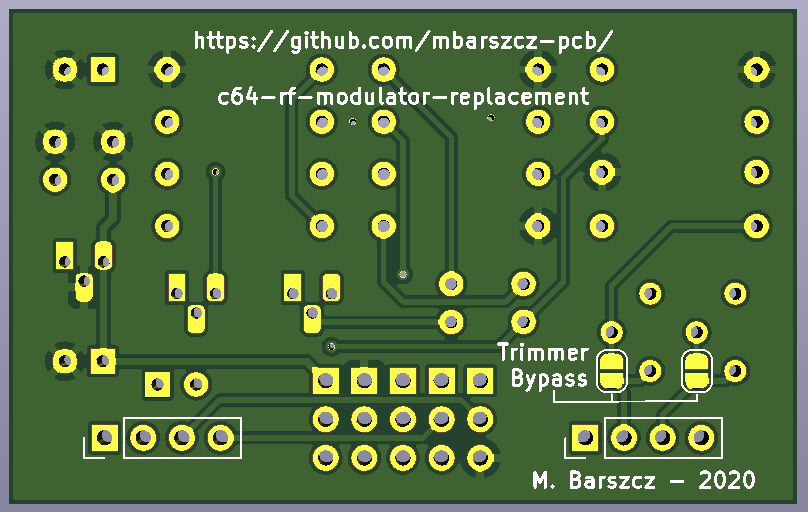 https://github.com/mbarszcz-pcb/
c64-rf-modulator-replacement
Trimmer
Bypass
M. Barszcz - 2020